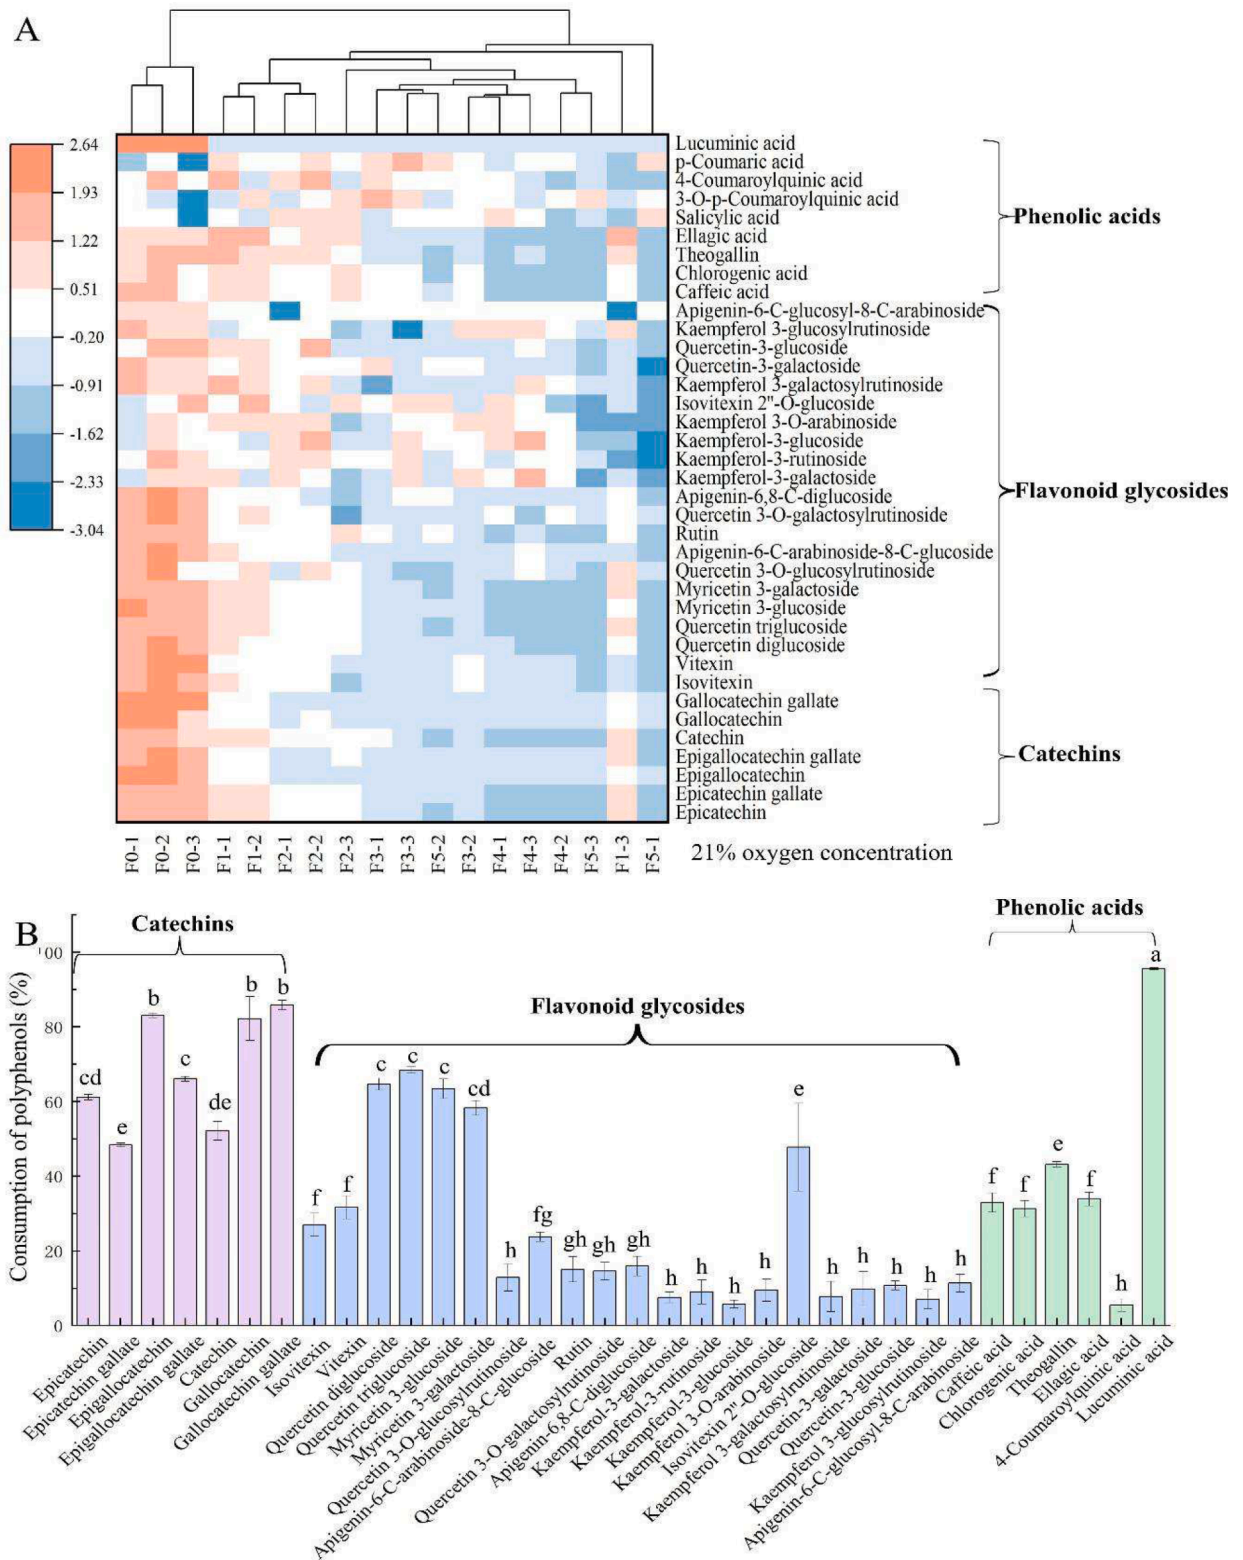 A
2.64
1.93
1.22
0.51
-0.20
-0.91
-1.62
-2.33
-3.04
Lucuminic acid
p-Coumaric acid
4-Coumaroylquinic acid
3-O-p-Coumaroylquinic acid
Salicylic acid
Ellagic acid
Theogallin
Chlorogenic acid
Caffeic acid
Apigenin-6-C-glucosyl-8-C-arabinoside
Kaempferol 3-glucosylrutinoside
Quercetin-3-glucoside
Quercetin-3-galactoside
Kaempferol 3-galactosylrutinoside
Isovitexin 2"-O-glucoside
Kaempferol 3-O-arabinoside
Kaempferol-3-glucoside
Kaempferol-3-rutinoside
Kaempferol-3-galactoside
Apigenin-6,8-C-diglucoside
Quercetin 3-O-galactosylrutinoside
Rutin
Apigenin-6-C-arabinoside-8-C-glucoside
Quercetin 3-O-glucosylrutinoside
Myricetin 3-galactoside
Myricetin 3-glucoside
Quercetin triglucoside
Quercetin diglucoside
Vitexin
Isovitexin
Gallocatechin gallate
Gallocatechin
Catechin
Epigallocatechin gallate
Epigallocatechin
Epicatechin gallate
Epicatechin
Phenolic acids
Flavonoid glycosides
Catechins
F0-1 F0-2 F0-3 F1-1 F1-2 F2-1 F2-2 F2-3 F3-1 F3-3 F5-2 F3-2 F4-1 F4-3 F4-2 F5-3 F1-3 F5-1
21% oxygen concentration
B
Catechins
Flavonoid glycosides
Phenolic acids
Consumption of polyphenols (%)
00
80
60
40
20
0
cd e b c de b b f f c c c cd h fg gh gh gh h h h h e h h h h h f f e f h a
Epicatechin
Epicatechin gallate
Epigallocatechin
Epigallocatechin gallate
Catechin
Gallocatechin
Gallocatechin gallate
Isovitexin
Vitexin
Quercetin diglucoside
Quercetin triglucoside
Myricetin 3-glucoside
Myricetin 3-galactoside
Quercetin 3-O-glucosylrutinoside
Apigenin-6-C-arabinoside-8-C-glucoside
Rutin
Quercetin 3-O-galactosylrutinoside
Apigenin-6,8-C-diglucoside
Kaempferol-3-galactoside
Kaempferol-3-rutinoside
Kaempferol-3-glucoside
Kaempferol 3-O-arabinoside
Isovitexin 2"-O-glucoside
Kaempferol 3-galactosylrutinoside
Quercetin-3-galactoside
Quercetin-3-glucoside
Kaempferol 3-glucosylrutinoside
Apigenin-6-C-glucosyl-8-C-arabinoside
Caffeic acid
Chlorogenic acid
Theogallin
Ellagic acid
4-Coumaroylquinic acid
Lucuminic acid